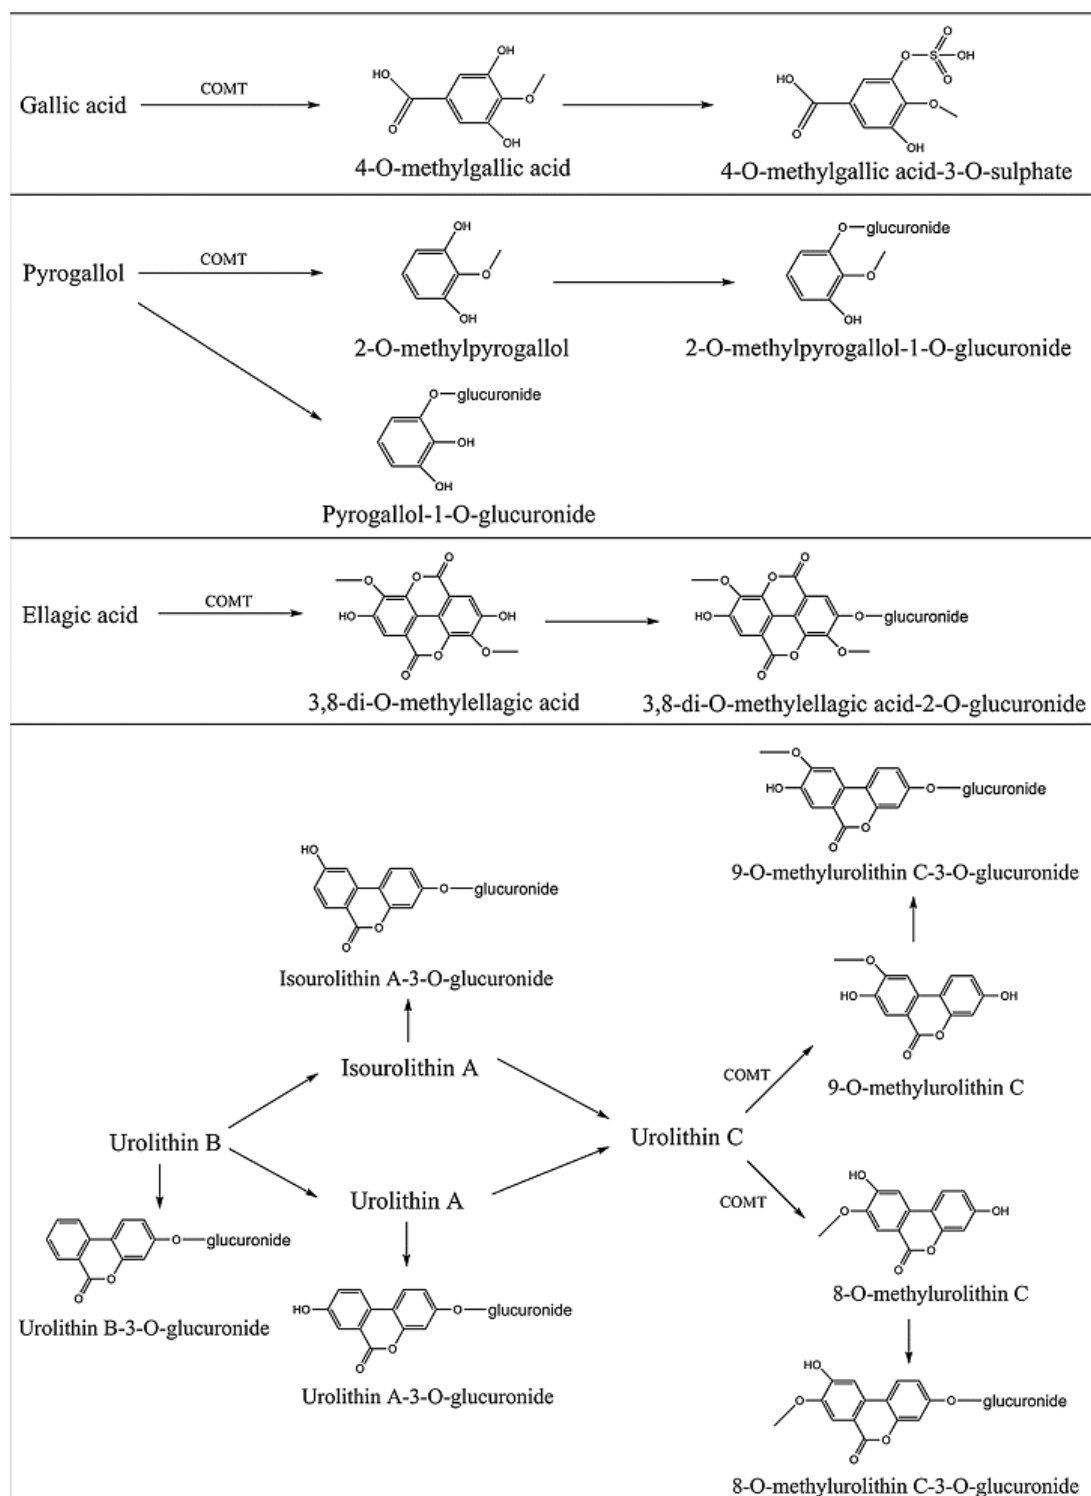 Gallic acid
COMT
HO
O
OH
O
OH
4-O-methylgallic acid
HO
O
O
S
O
O
OH
O
OH
4-O-methylgallic acid-3-O-sulphate
Pyrogallol
COMT
OH
O
OH
2-O-methylpyrogallol
O—glucuronide
O
OH
2-O-methylpyrogallol-1-O-glucuronide
O—glucuronide
OH
OH
Pyrogallol-1-O-glucuronide
Ellagic acid
COMT
O
O
O
HO
OH
O
O
O
3,8-di-O-methylellagic acid
O
O
O
HO
O
glucuronide
O
O
O
3,8-di-O-methylellagic acid-2-O-glucuronide
O
HO
O
glucuronide
O
O
9-O-methylurolithin C-3-O-glucuronide
HO
O
glucuronide
O
O
Isourolithin A-3-O-glucuronide
O
HO
OH
O
O
9-O-methylurolithin C
Isourolithin A
COMT
Urolithin B
Urolithin C
Urolithin A
COMT
HO
O
OH
O
O
8-O-methylurolithin C
O
glucuronide
O
O
Urolithin B-3-O-glucuronide
HO
O
glucuronide
O
O
Urolithin A-3-O-glucuronide
HO
O
O
glucuronide
O
O
8-O-methylurolithin C-3-O-glucuronide